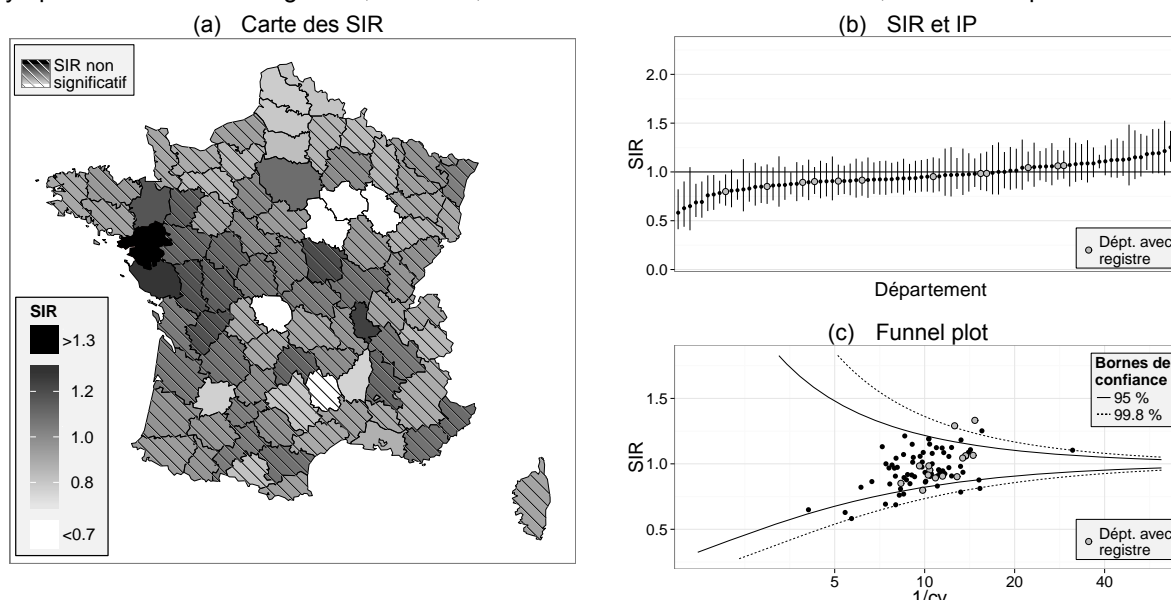 (a) Carte des SIR
SIR non
significatif
SIR
>1.3
1.2
1.0
0.8
<0.7
(b) SIR et IP
SIR
2.0
1.5
1.0
0.5
0.0
Dépt. avec
registre
Département
(c) Funnel plot
SIR
1.5
1.0
0.5
Bornes de
confiance
95 %
99.8 %
Dépt. avec
registre
5 10 20 40
1/cv